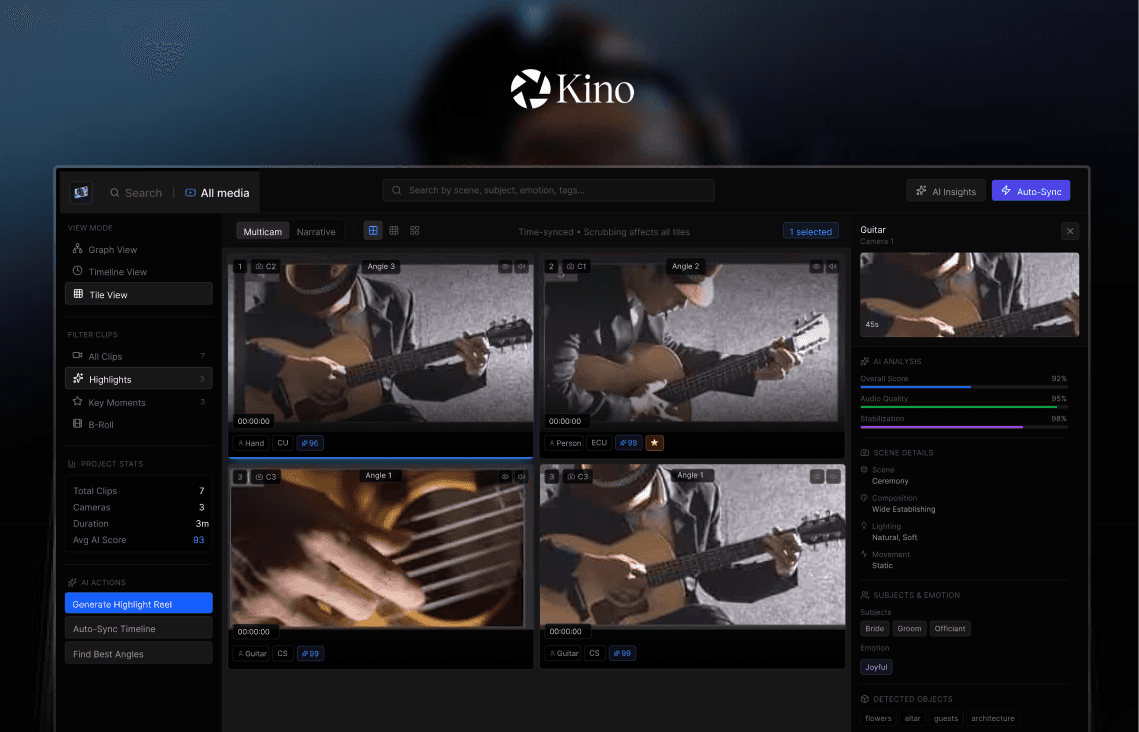 Kino
Search | All media
Search by scene, subject, emotion, tags...
AI Insights
Auto-Sync
VIEW MODE
Graph View
Timeline View
Tile View
FILTER CLIPS
All Clips 7
Highlights 3
Key Moments 3
B-Roll
PROJECT STATS
Total Clips 7
Cameras 3
Duration 3m
Avg AI Score 93
AI ACTIONS
Generate Highlight Reel
Auto-Sync Timeline
Find Best Angles
Multicam Narrative
Time-synced • Scrubbing affects all tiles
1 selected
1 C2 Angle 3
00:00:00
Hand CU 96
2 C1 Angle 2
00:00:00
Person ECU 98
3 C3 Angle 1
00:00:00
Guitar CS 99
3 C3 Angle 1
00:00:00
Guitar CS 99
Guitar
Camera 1
45s
AI ANALYSIS
Overall Score 92%
Audio Quality 95%
Stabilization 98%
SCENE DETAILS
Scene
Ceremony
Composition
Wide Establishing
Lighting
Natural, Soft
Movement
Static
SUBJECTS & EMOTION
Subjects
Bride Groom Officiant
Emotion
Joyful
DETECTED OBJECTS
flowers altar guests architecture